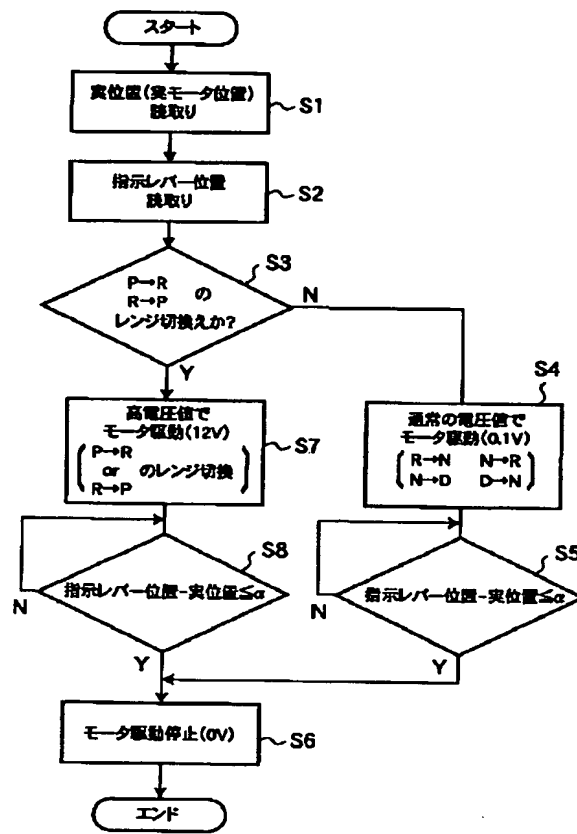 スタート
実位置(実モータ位置)
読取り
S1
指示レバー位置
読取り
S2
S3
P→R
R→P
の
レンジ切換えか?
N
Y
高電圧値で
モータ駆動(12V)
P→R
or のレンジ切換
R→P
S7
S4
通常の電圧値で
モータ駆動(0.1V)
R→N N→R
N→D D→N
S8
指示レバー位置-実位置≦α
N
Y
S5
指示レバー位置-実位置≦α
N
Y
モータ駆動停止(0V)
S6
エンド